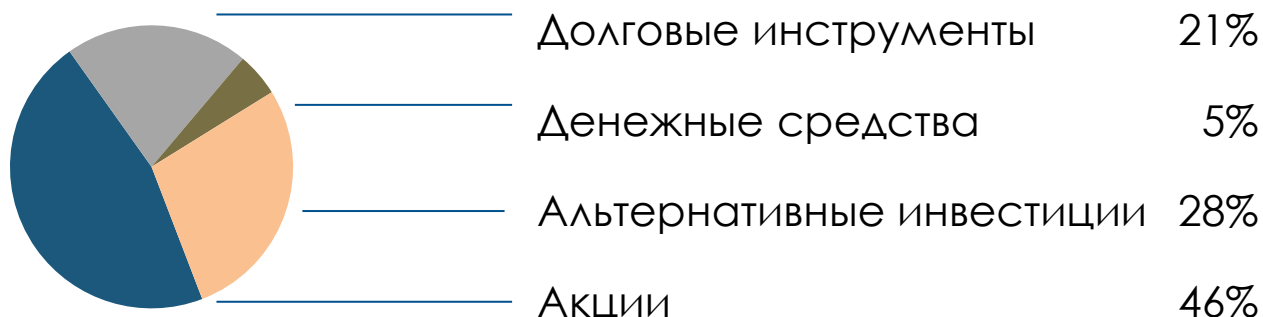 Долговые инструменты 21%
Денежные средства 5%
Альтернативные инвестиции 28%
Акции 46%